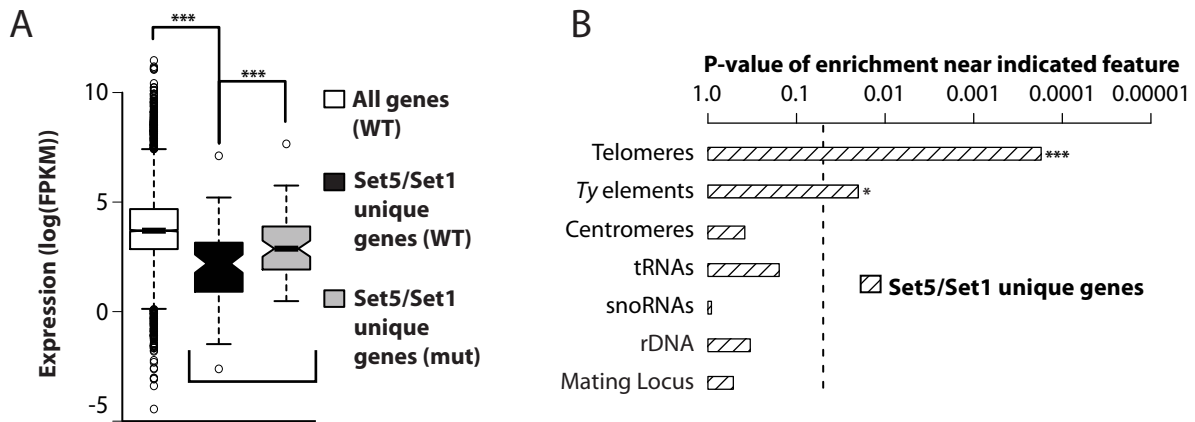 A
***
***
10
5
0
-5
Expression (log(FPKM))
All genes
(WT)
Set5/Set1
unique
genes (WT)
Set5/Set1
unique
genes (mut)
B
P-value of enrichment near indicated feature
1.0 0.1 0.01 0.001 0.0001 0.00001
Telomeres ***
Ty elements *
Centromeres
tRNAs
snoRNAs
rDNA
Mating Locus
Set5/Set1 unique genes